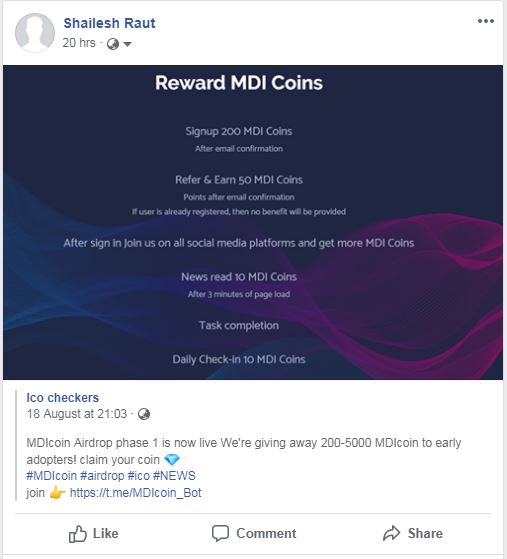 Shailesh Raut
20 hrs ·
Reward MDI Coins
Signup 200 MDI Coins
After email confirmation
Refer & Earn 50 MDI Coins
Points after email confirmation
If user is already registered, then no benefit will be provided
After sign in Join us on all social media platforms and get more MDI Coins
News read 10 MDI Coins
After 3 minutes of page load
Task completion
Daily Check-in 10 MDI Coins
Ico checkers
18 August at 21:03 ·
MDIcoin Airdrop phase 1 is now live We're giving away 200-5000 MDIcoin to early
adopters! claim your coin 💎
#MDIcoin #airdrop #ico #NEWS
join 👉 https://t.me/MDIcoin_Bot
Like Comment Share